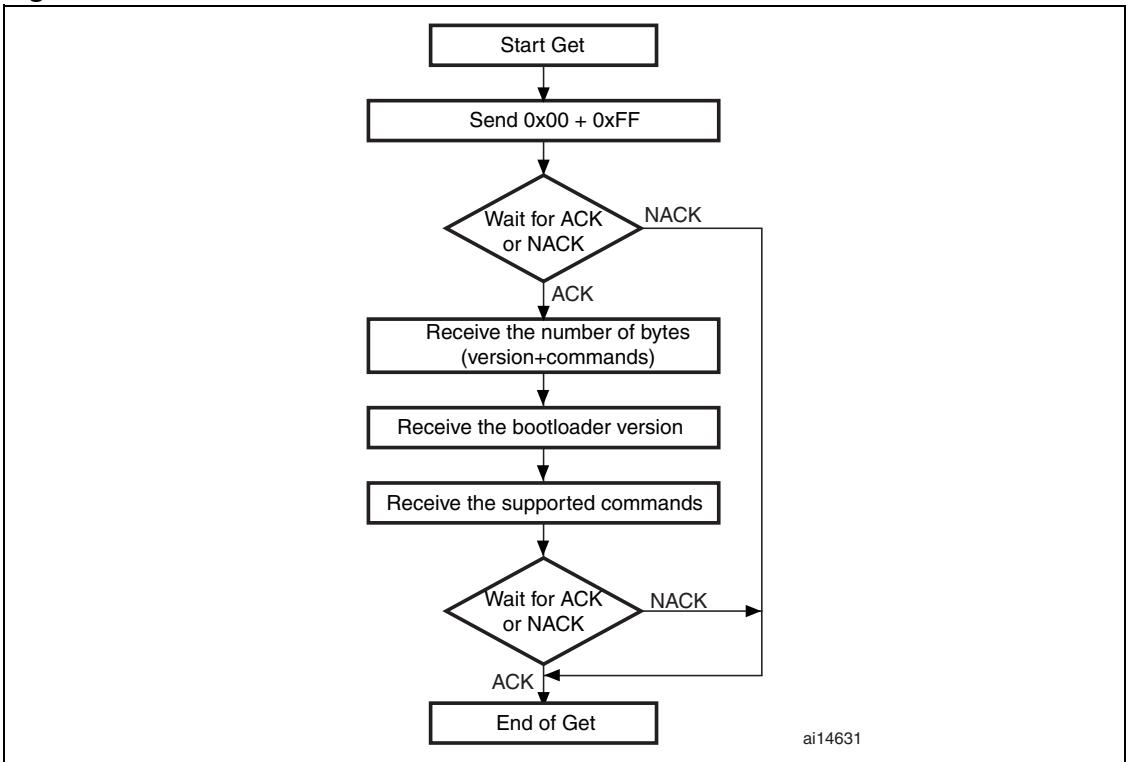 Start Get
Send 0x00 + 0xFF
Wait for ACK
or NACK
NACK
ACK
Receive the number of bytes
(version+commands)
Receive the bootloader version
Receive the supported commands
Wait for ACK
or NACK
NACK
ACK
End of Get
ai14631